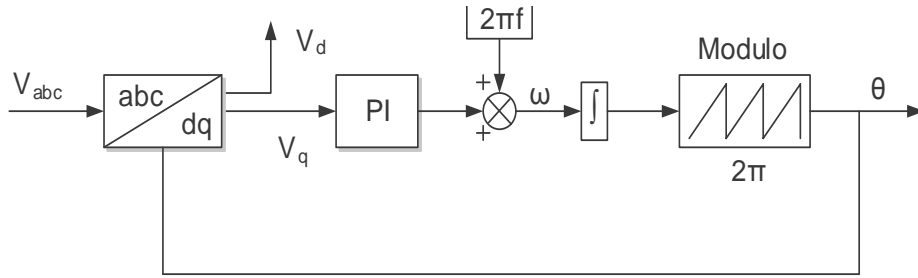 2πf
V_d
Modulo
V_abc
abc
dq
PI
+
+
ω
∫
θ
V_q
2π